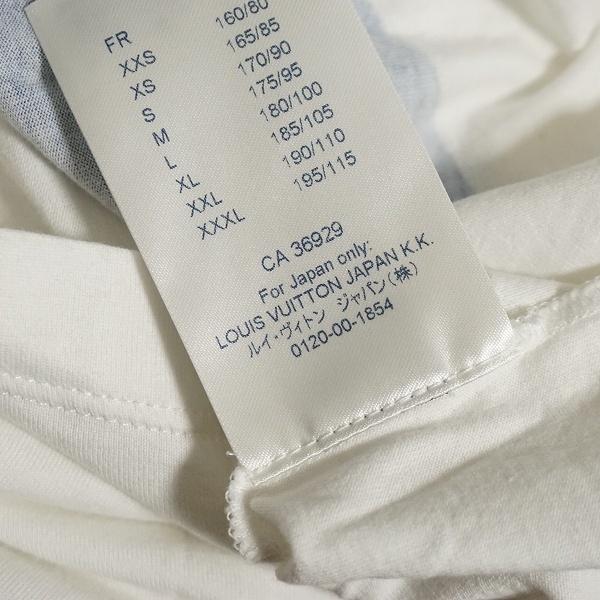 FR
XXS 160/80
XS 165/85
S 170/90
M 175/95
L 180/100
XL 185/105
XXL 190/110
XXXL 195/115
CA 36929
For Japan only:
LOUIS VUITTON JAPAN K.K.
ルイ・ヴィトン ジャパン(株)
0120-00-1854